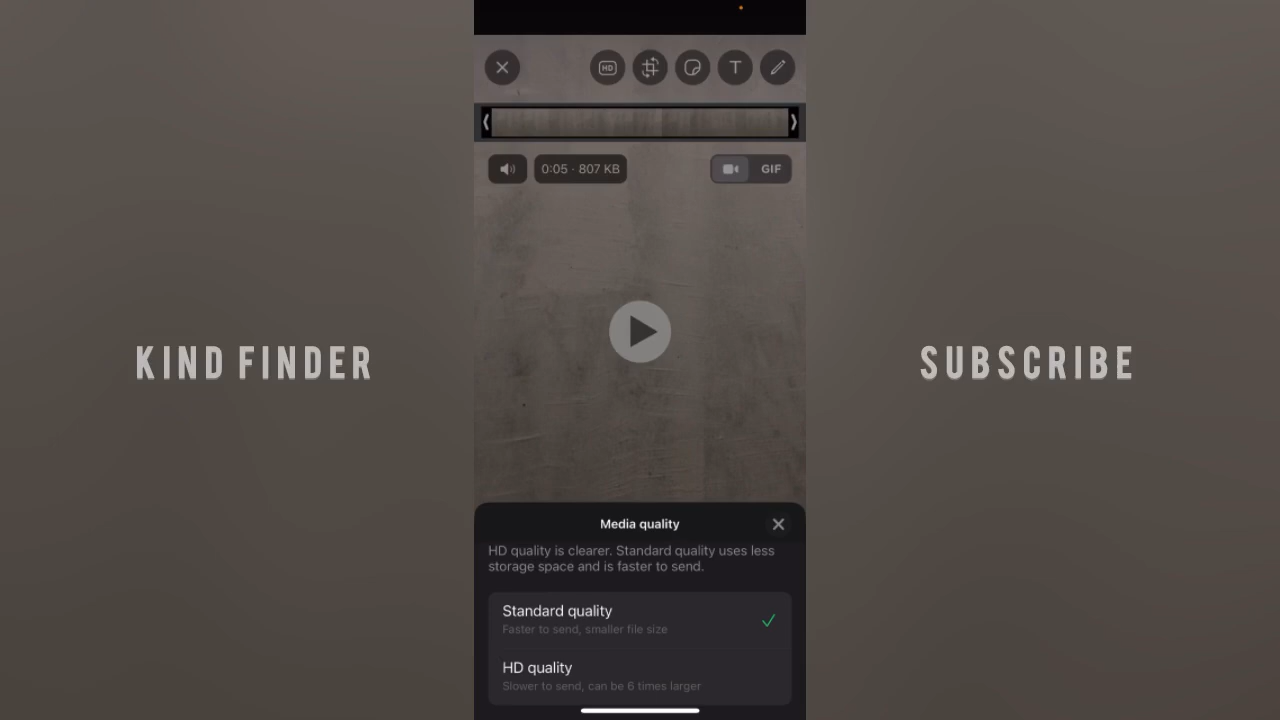 HD
T
0:05 · 807 KB
GIF
KIND FINDER
SUBSCRIBE
Media quality
HD quality is clearer. Standard quality uses less
storage space and is faster to send.
Standard quality
Faster to send, smaller file size
HD quality
Slower to send, can be 6 times larger